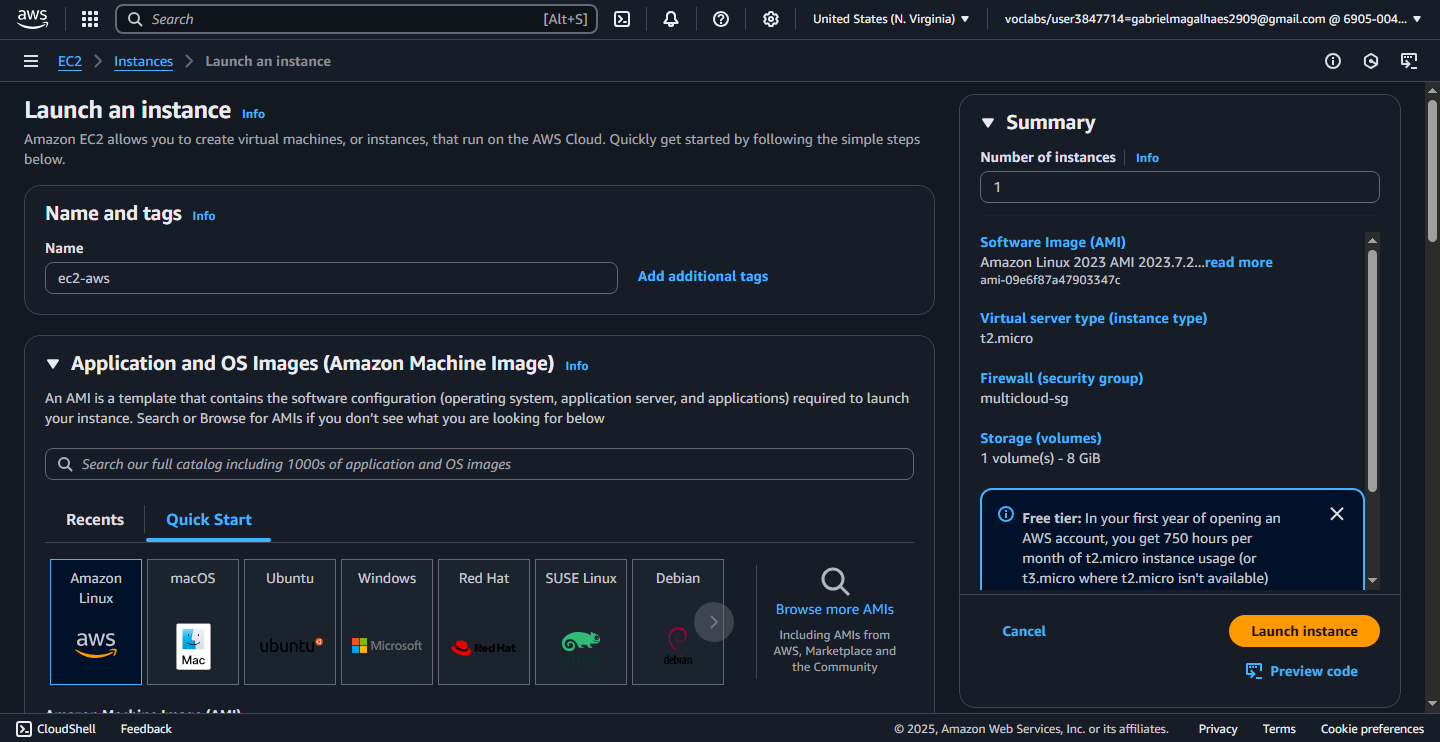 aws
Search [Alt+S]
United States (N. Virginia)
voclabs/user3847714=gabrielmagalhaes2909@gmail.com @ 6905-004...
EC2 Instances Launch an instance
Launch an instance Info
Amazon EC2 allows you to create virtual machines, or instances, that run on the AWS Cloud. Quickly get started by following the simple steps
below.
Name and tags Info
Name
ec2-aws
Add additional tags
Application and OS Images (Amazon Machine Image) Info
An AMI is a template that contains the software configuration (operating system, application server, and applications) required to launch
your instance. Search or Browse for AMIs if you don't see what you are looking for below
Search our full catalog including 1000s of application and OS images
Recents
Quick Start
Amazon
Linux
aws
macOS
Mac
Ubuntu
ubuntu
Windows
Microsoft
Red Hat
Red Hat
SUSE Linux
Debian
debian
Browse more AMIs
Including AMIs from
AWS, Marketplace and
the Community
Amazon Machine Image (AMI)
Summary
Number of instances Info
1
Software Image (AMI)
Amazon Linux 2023 AMI 2023.7.2...read more
ami-09e6f87a47903347c
Virtual server type (instance type)
t2.micro
Firewall (security group)
multicloud-sg
Storage (volumes)
1 volume(s) - 8 GiB
Free tier: In your first year of opening an
AWS account, you get 750 hours per
month of t2.micro instance usage (or
t3.micro where t2.micro isn't available)
Cancel
Launch instance
Preview code
CloudShell Feedback
© 2025, Amazon Web Services, Inc. or its affiliates. Privacy Terms Cookie preferences